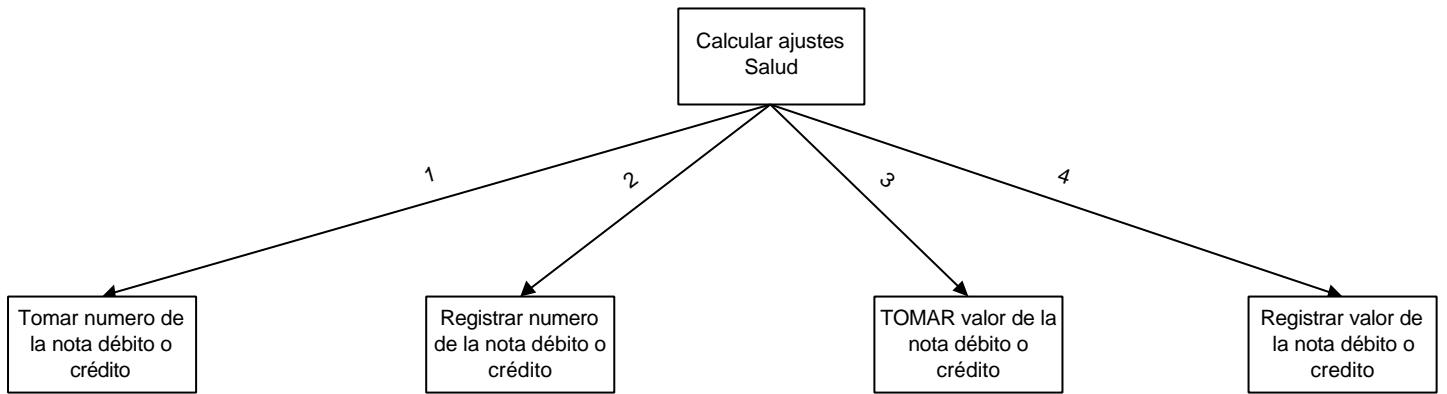 Calcular ajustes
Salud
1
2
3
4
Tomar numero de
la nota débito o
crédito
Registrar numero
de la nota débito o
crédito
TOMAR valor de la
nota débito o
crédito
Registrar valor de
la nota débito o
credito